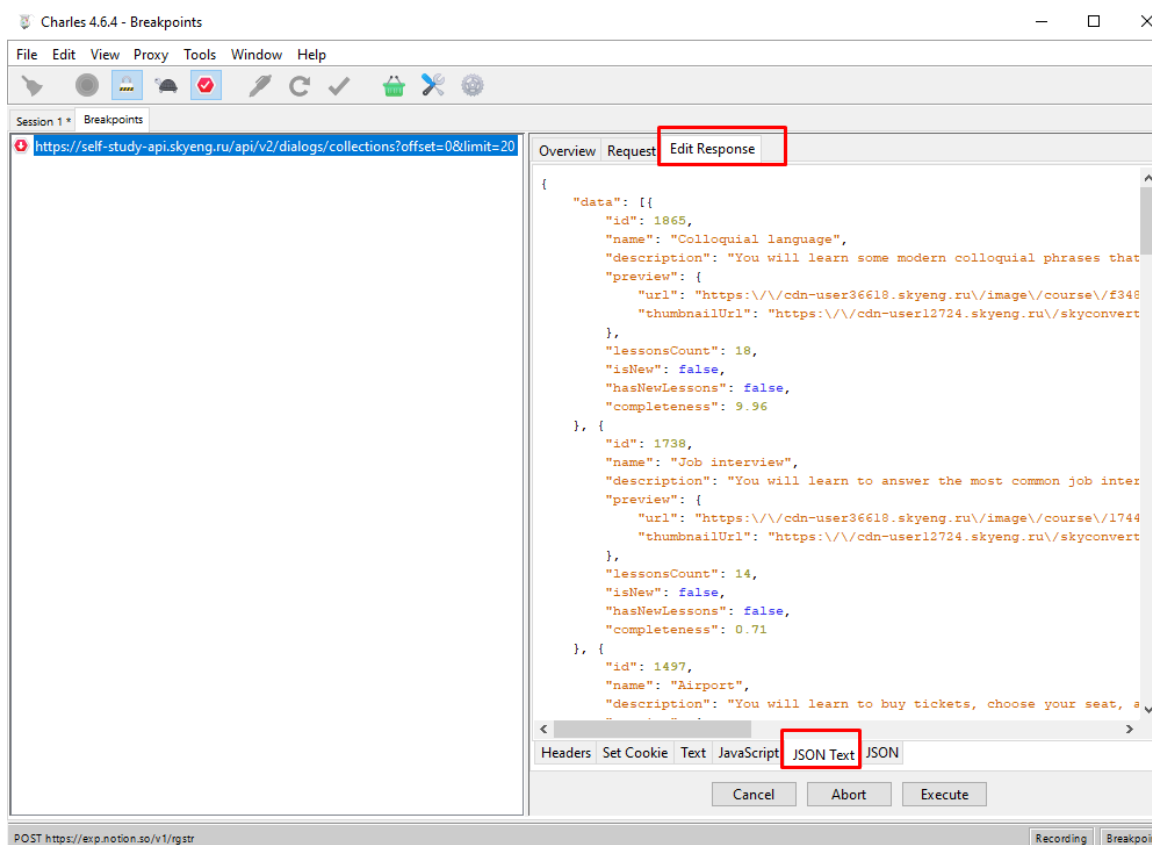 Charles 4.6.4 - Breakpoints
File Edit View Proxy Tools Window Help
Session 1 * Breakpoints
https://self-study-api.skyeng.ru/api/v2/dialogs/collections?offset=0&limit=20
Overview Request Edit Response
{
"data": [{
"id": 1865,
"name": "Colloquial language",
"description": "You will learn some modern colloquial phrases that
"preview": {
"url": "https:\/\/cdn-user36618.skyeng.ru\/image\/course\/f348
"thumbnailUrl": "https:\/\/cdn-user12724.skyeng.ru\/skyconvert
},
"lessonsCount": 18,
"isNew": false,
"hasNewLessons": false,
"completeness": 9.96
}, {
"id": 1738,
"name": "Job interview",
"description": "You will learn to answer the most common job inter
"preview": {
"url": "https:\/\/cdn-user36618.skyeng.ru\/image\/course\/1744
"thumbnailUrl": "https:\/\/cdn-user12724.skyeng.ru\/skyconvert
},
"lessonsCount": 14,
"isNew": false,
"hasNewLessons": false,
"completeness": 0.71
}, {
"id": 1497,
"name": "Airport",
"description": "You will learn to buy tickets, choose your seat, a
Headers Set Cookie Text JavaScript JSON Text JSON
Cancel Abort Execute
POST https://exp.notion.so/v1/rgstr Recording Breakpoi